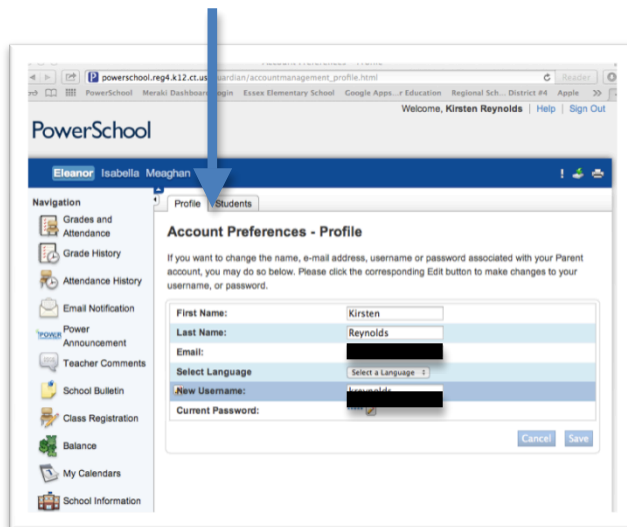 powerschool.reg4.k12.ct.us
rdian/accountmanagement_profile.html
Reader
PowerSchool Meraki Dashboard Login Essex Elementary School Google Apps...r Education Regional Sch... District #4 Apple
Welcome, Kirsten Reynolds | Help | Sign Out
PowerSchool
Eleanor Isabella Meaghan
Navigation
Grades and
Attendance
Grade History
Attendance History
Email Notification
Power
Announcement
Teacher Comments
School Bulletin
Class Registration
Balance
My Calendars
School Information
Profile Students
Account Preferences - Profile
If you want to change the name, e-mail address, username or password associated with your Parent
account, you may do so below. Please click the corresponding Edit button to make changes to your
username, or password.
First Name: Kirsten
Last Name: Reynolds
Email:
Select Language Select a Language
New Username:
Current Password:
Cancel Save